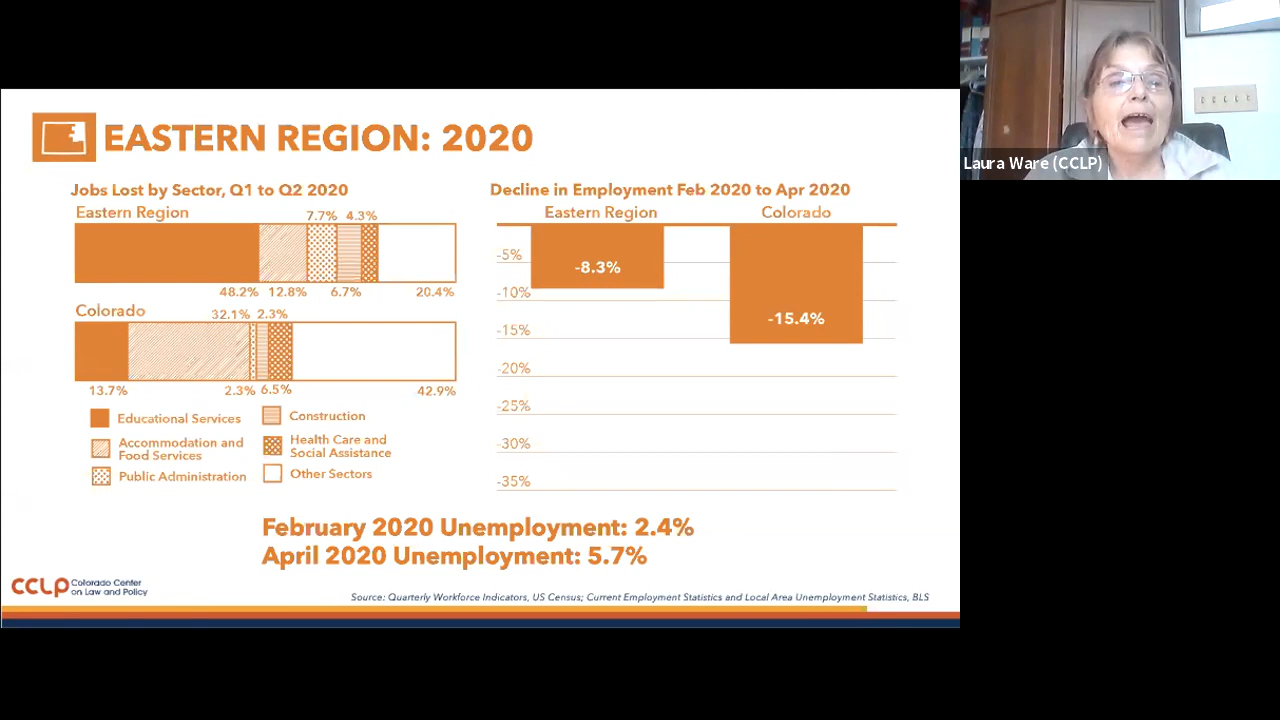 EASTERN REGION: 2020
Jobs Lost by Sector, Q1 to Q2 2020
Eastern Region
7.7% 4.3%
48.2% 12.8% 6.7% 20.4%
Colorado
32.1% 2.3%
13.7% 2.3% 6.5% 42.9%
Educational Services
Construction
Accommodation and
Food Services
Health Care and
Social Assistance
Public Administration
Other Sectors
Decline in Employment Feb 2020 to Apr 2020
Eastern Region Colorado
-5%
-8.3%
-10%
-15.4%
-15%
-20%
-25%
-30%
-35%
February 2020 Unemployment: 2.4%
April 2020 Unemployment: 5.7%
CCLP Colorado Center
on Law and Policy
Source: Quarterly Workforce Indicators, US Census; Current Employment Statistics and Local Area Unemployment Statistics, BLS
Laura Ware (CCLP)